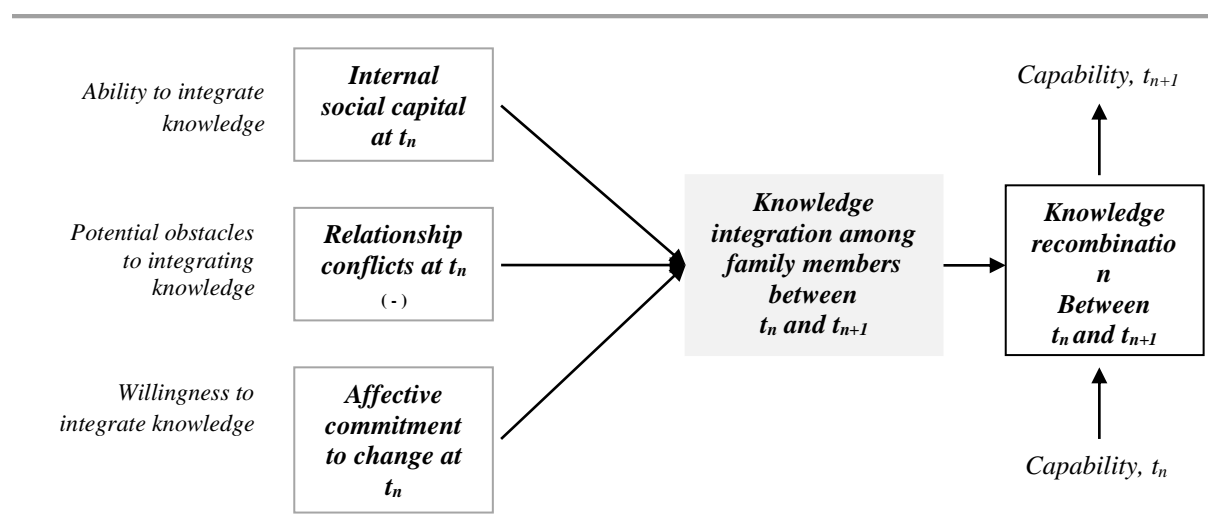 Ability to integrate
knowledge
Internal
social capital
at tn
Potential obstacles
to integrating
knowledge
Relationship
conflicts at tn
( - )
Willingness to
integrate knowledge
Affective
commitment
to change at
tn
Knowledge
integration among
family members
between
tn and tn+1
Capability, tn+1
Knowledge
recombinatio
n
Between
tn and tn+1
Capability, tn